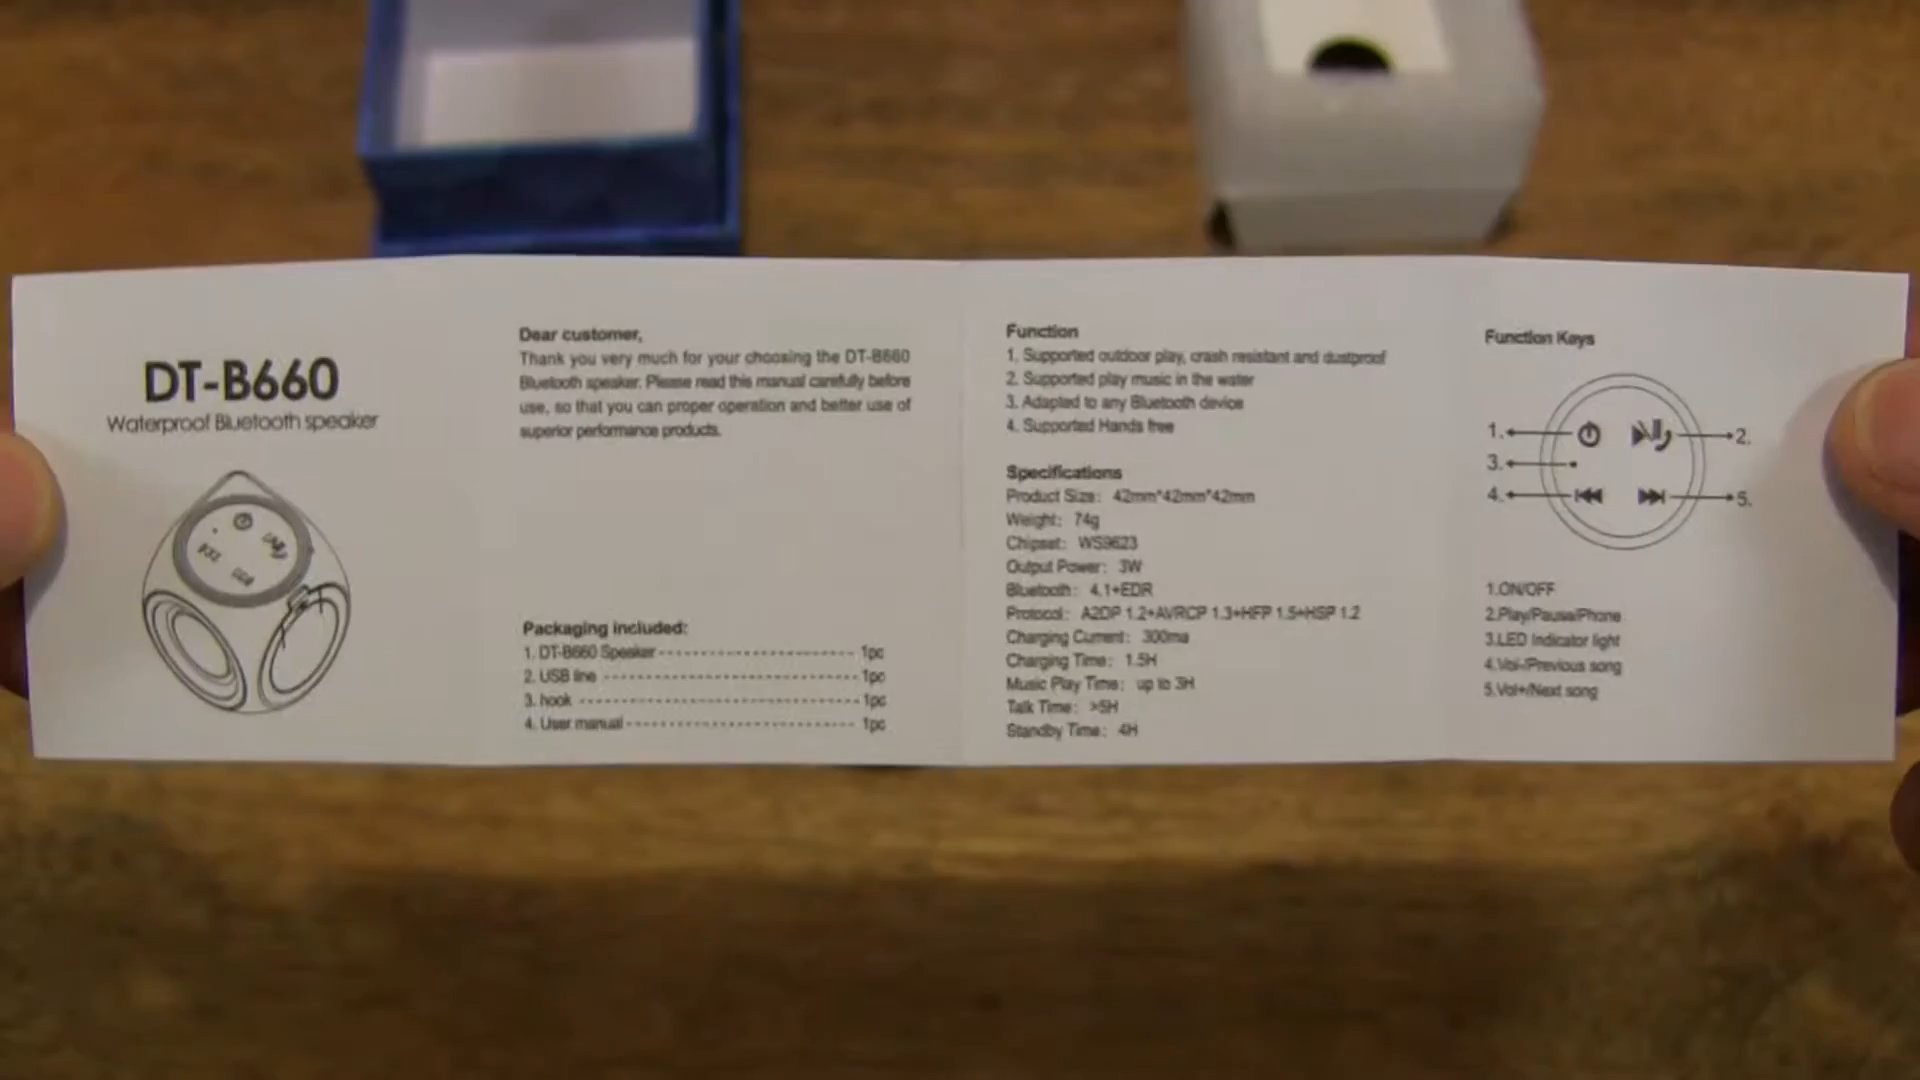 DT-B660
Waterproof Bluetooth speaker
Dear customer,
Thank you very much for your choosing the DT-B660
Bluetooth speaker. Please read this manual carefully before
use, so that you can proper operation and better use of
superior performance products.
Packaging included:
1. DT-B660 Speaker--------------------1pc
2. USB line --------------------------1pc
3. hook ------------------------------1pc
4. User manual------------------------1pc
Function
1. Supported outdoor play, crash resistant and dustproof
2. Supported play music in the water
3. Adapted to any Bluetooth device
4. Supported Hands free
Specifications
Product Size: 42mm*42mm*42mm
Weight: 74g
Chipset: WS9623
Output Power: 3W
Bluetooth: 4.1+EDR
Protocol: A2DP 1.2+AVRCP 1.3+HFP 1.5+HSP 1.2
Charging Current: 300ma
Charging Time: 1.5H
Music Play Time: up to 3H
Talk Time: >5H
Standby Time: 4H
Function Keys
1.
2.
3.
4.
5.
1.ON/OFF
2.Play/Pause/Phone
3.LED Indicator light
4.Vol-/Previous song
5.Vol+/Next song